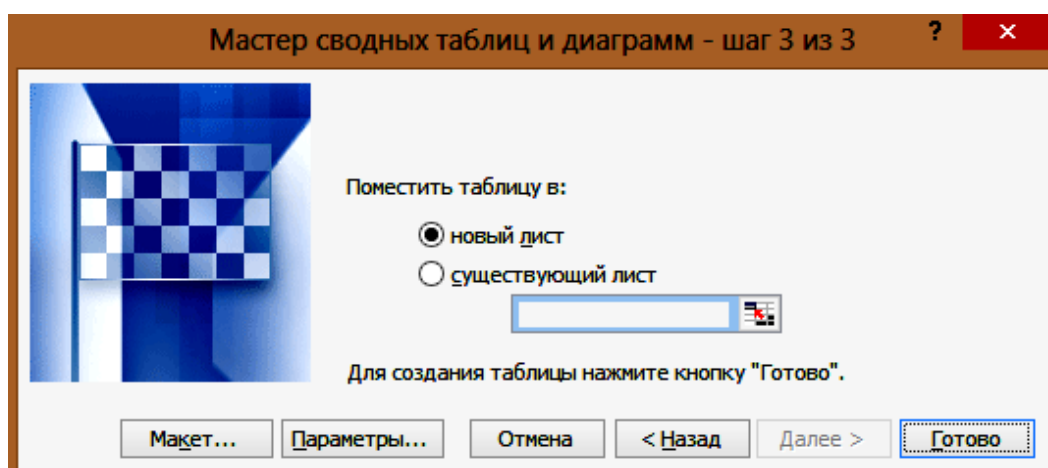 Мастер сводных таблиц и диаграмм - шаг 3 из 3 ? ×
Поместить таблицу в:
новый лист
существующий лист
Для создания таблицы нажмите кнопку "Готово".
Макет... Параметры... Отмена < Назад Далее > Готово